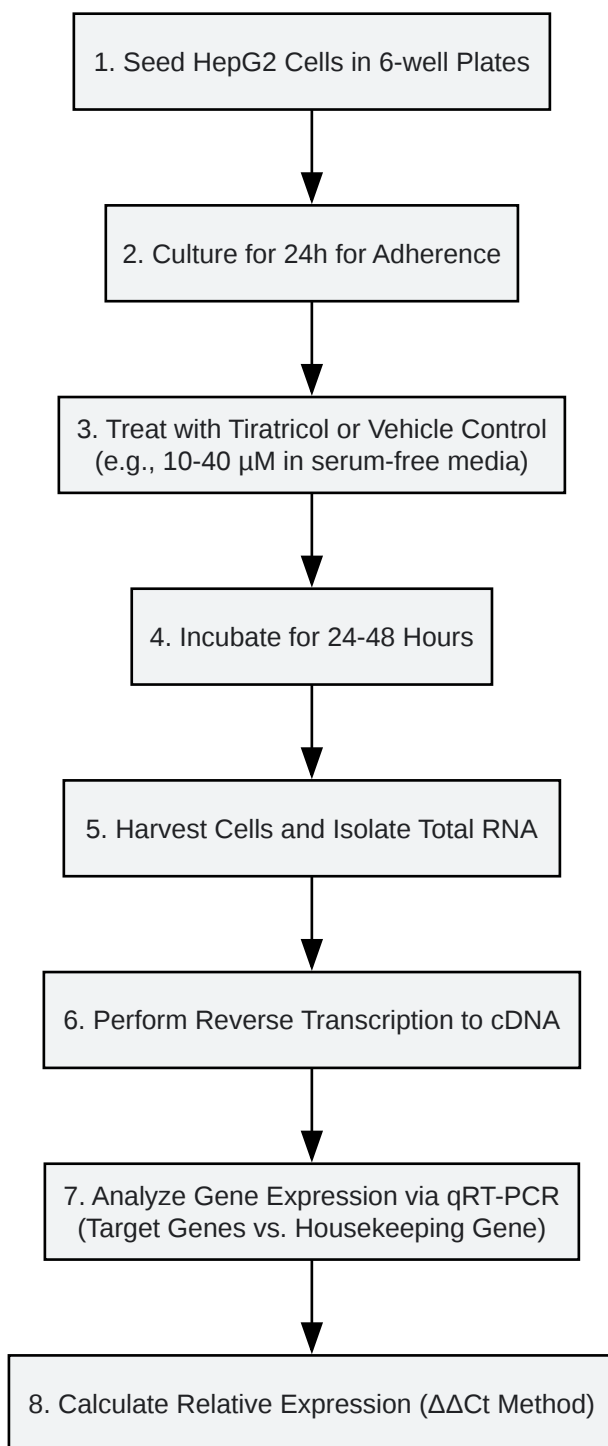 1. Seed HepG2 Cells in 6-well Plates
2. Culture for 24h for Adherence
3. Treat with Tiratricol or Vehicle Control
(e.g., 10-40 µM in serum-free media)
4. Incubate for 24-48 Hours
5. Harvest Cells and Isolate Total RNA
6. Perform Reverse Transcription to cDNA
7. Analyze Gene Expression via qRT-PCR
(Target Genes vs. Housekeeping Gene)
8. Calculate Relative Expression (ΔΔCt Method)